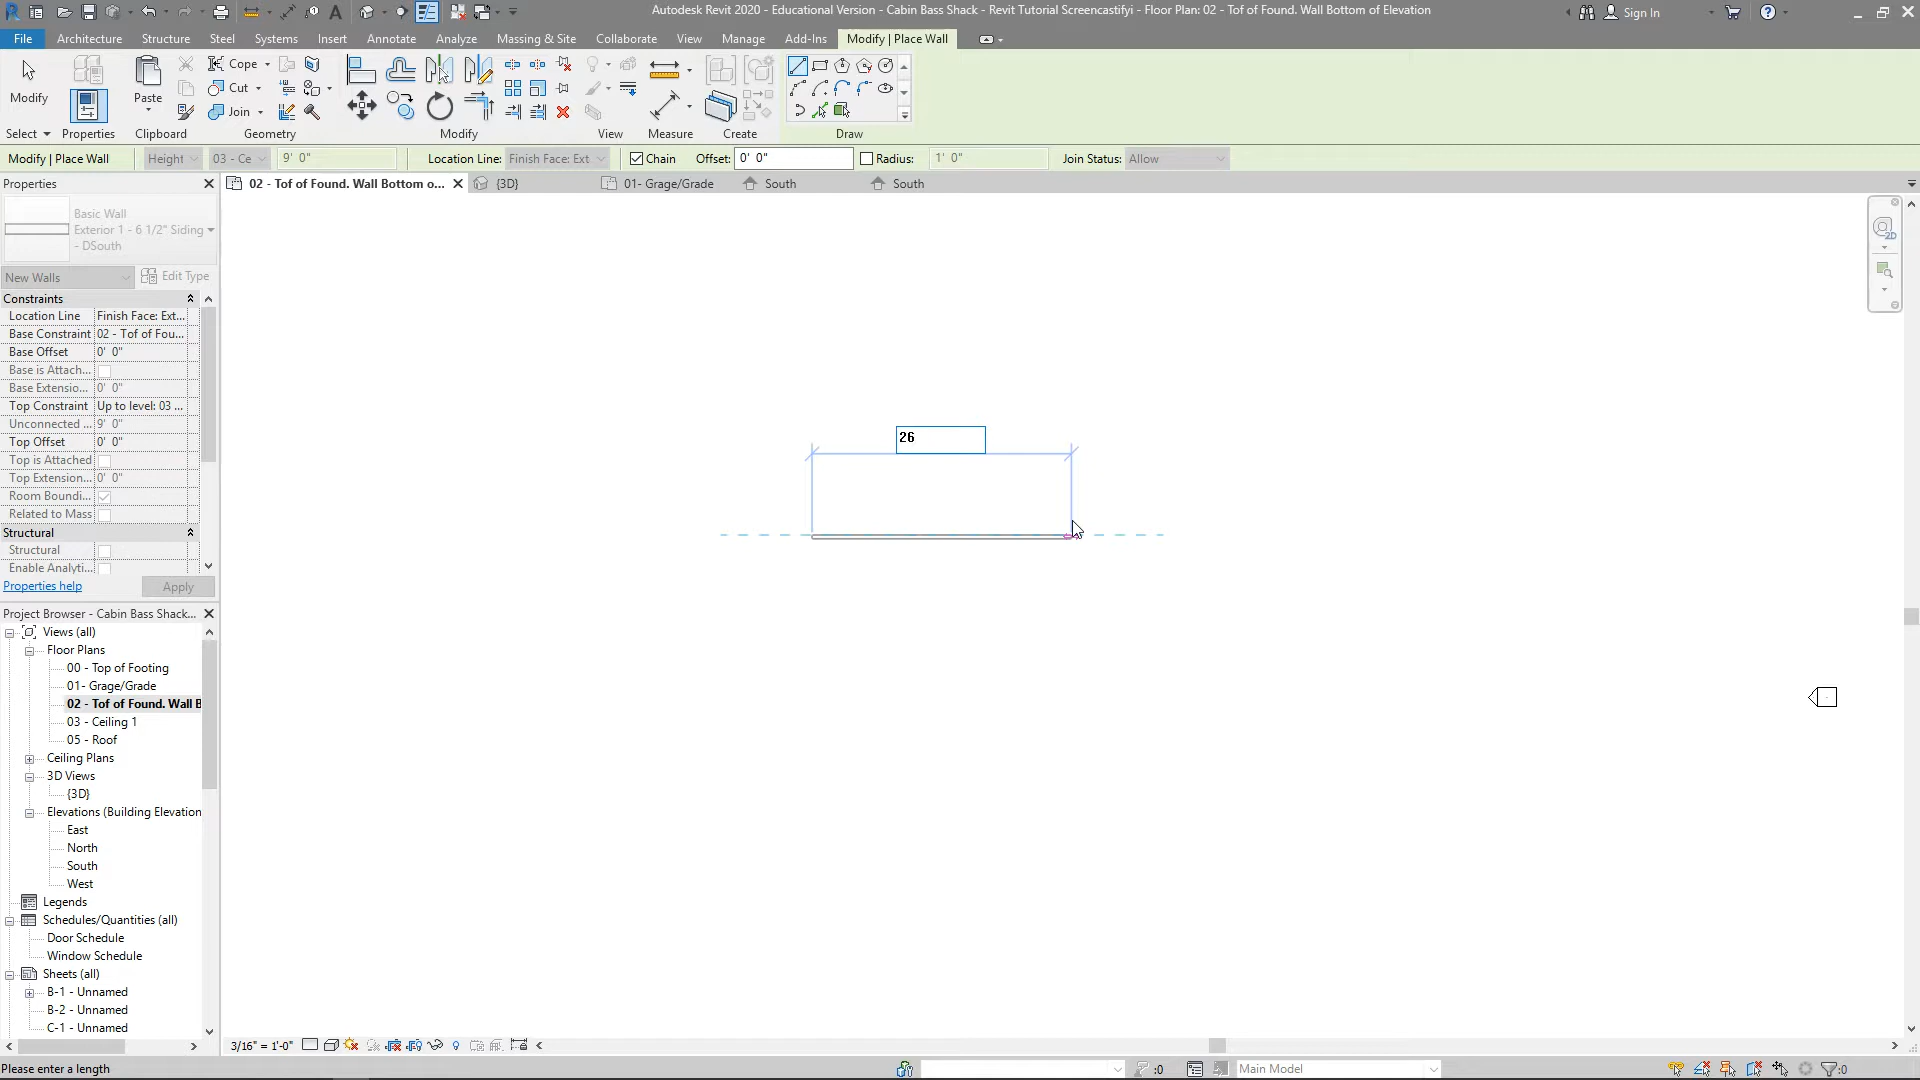 Autodesk Revit 2020 - Educational Version - Cabin Bass Shack - Revit Tutorial Screencastifyi - Floor Plan: 02 - Tof of Found. Wall Bottom of Elevation
Sign In
File Architecture Structure Steel Systems Insert Annotate Analyze Massing & Site Collaborate View Manage Add-Ins Modify | Place Wall
Modify
Paste
Cope
Cut
Join
Select Properties Clipboard Geometry Modify View Measure Create Draw
Modify | Place Wall Height 03 - Ce 9' 0" Location Line: Finish Face: Ext Chain Offset: 0' 0" Radius: 1' 0" Join Status: Allow
Properties
02 - Tof of Found. Wall Bottom o... {3D} 01- Grage/Grade South South
Basic Wall
Exterior 1 - 6 1/2" Siding
- DSouth
New Walls Edit Type
Constraints
Location Line Finish Face: Ext...
Base Constraint 02 - Tof of Fou...
Base Offset 0' 0"
Base is Attach...
Base Extensio... 0' 0"
Top Constraint Up to level: 03 ...
Unconnected ... 9' 0"
Top Offset 0' 0"
Top is Attached
Top Extension... 0' 0"
Room Boundi...
Related to Mass
Structural
Structural
Enable Analyti...
Properties help Apply
26
2D
Project Browser - Cabin Bass Shack...
Views (all)
Floor Plans
00 - Top of Footing
01- Grage/Grade
02 - Tof of Found. Wall B
03 - Ceiling 1
05 - Roof
Ceiling Plans
3D Views
{3D}
Elevations (Building Elevation
East
North
South
West
Legends
Schedules/Quantities (all)
Door Schedule
Window Schedule
Sheets (all)
B-1 - Unnamed
B-2 - Unnamed
C-1 - Unnamed
3/16" = 1'-0"
Please enter a length :0 Main Model :0